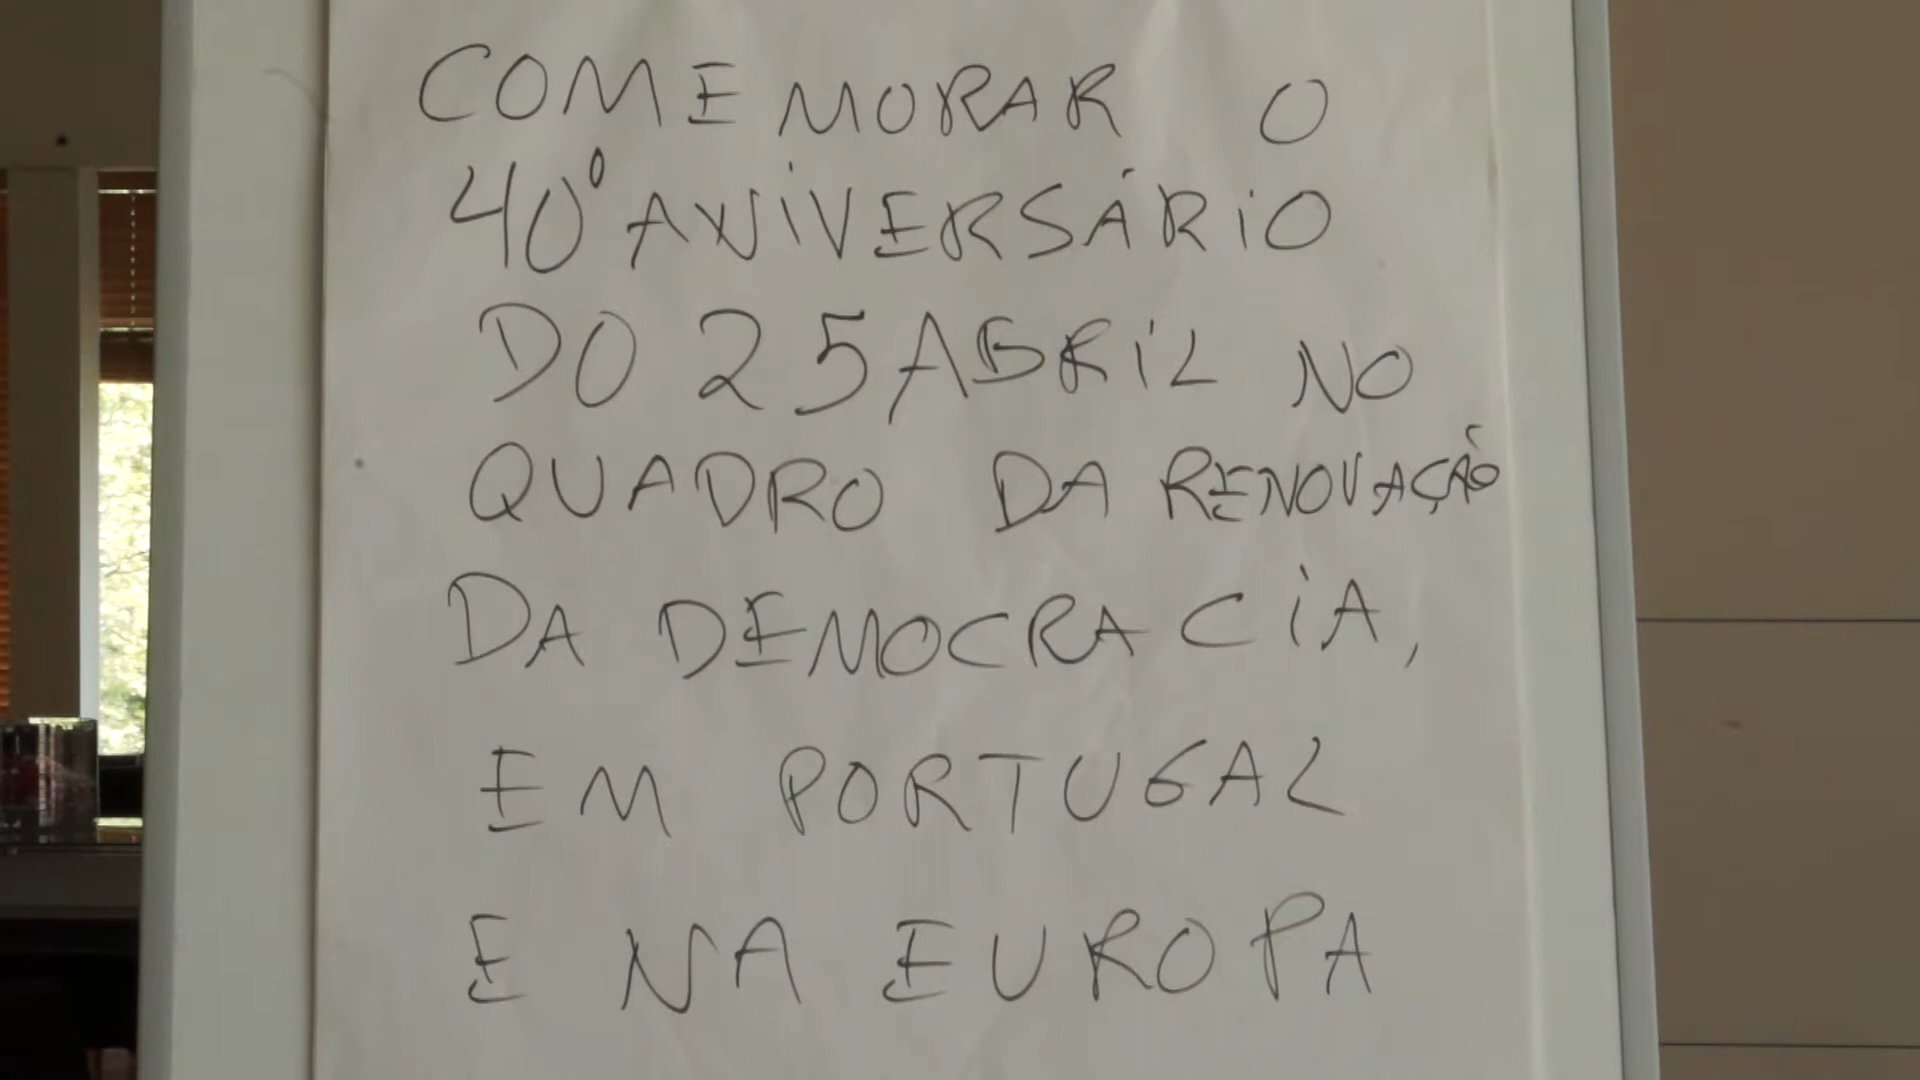 COMEMORAR O
40º ANIVERSÁRIO
DO 25 ABRIL NO
QUADRO DA RENOVAÇÃO
DA DEMOCRACIA,
EM PORTUGAL
E NA EUROPA